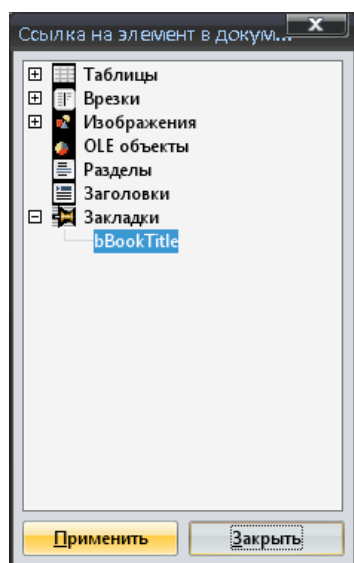 Ссылка на элемент в докум...
Таблицы
Врезки
Изображения
OLE объекты
Разделы
Заголовки
Закладки
bBookTitle
Применить
Закрыть